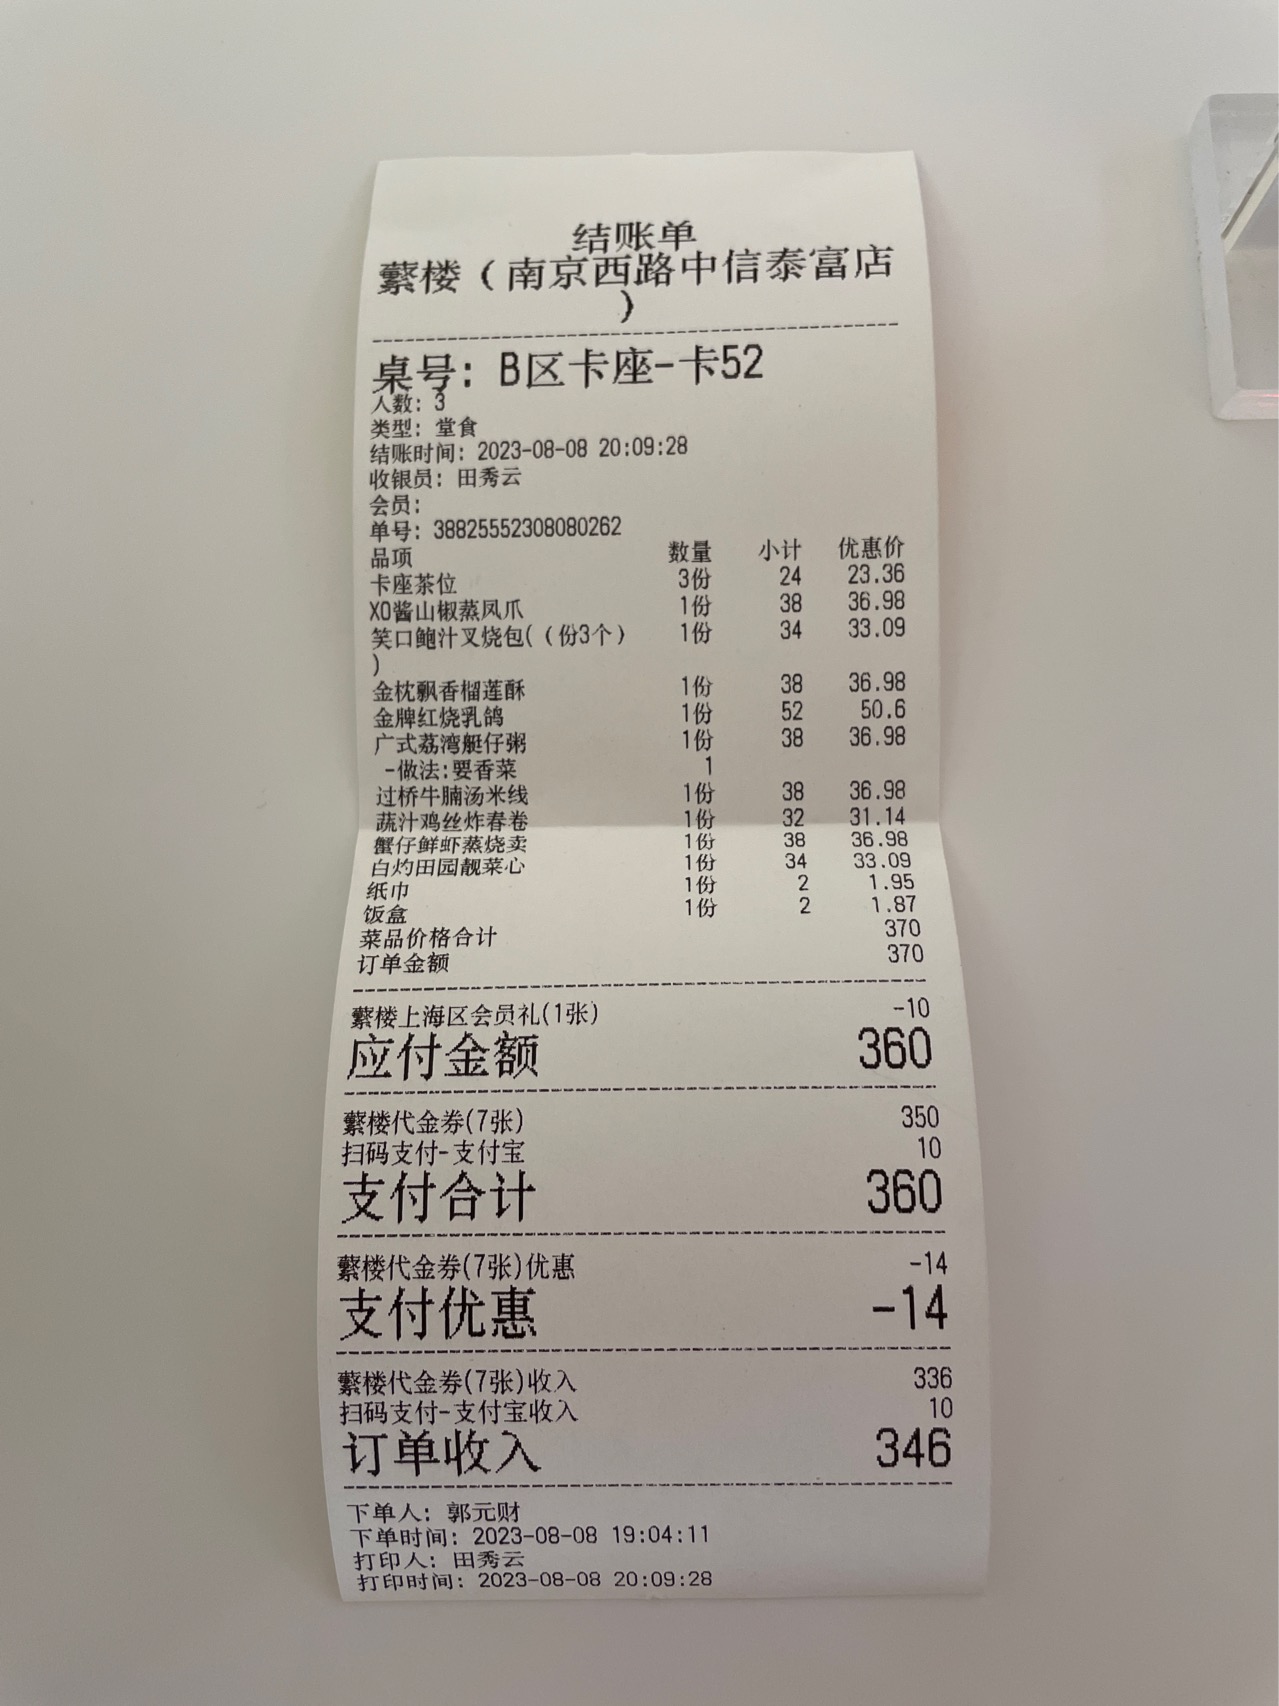 结账单
蘩楼（南京西路中信泰富店
）
桌号: B区卡座-卡52
人数: 3
类型: 堂食
结账时间: 2023-08-08 20:09:28
收银员: 田秀云
会员:
单号: 38825552308080262
品项 数量 小计 优惠价
卡座茶位 3份 24 23.36
XO酱山椒蒸凤爪 1份 38 36.98
笑口鲍汁叉烧包(（份3个） 1份 34 33.09
)
金枕飘香榴莲酥 1份 38 36.98
金牌红烧乳鸽 1份 52 50.6
广式荔湾艇仔粥 1份 38 36.98
-做法:要香菜 1
过桥牛腩汤米线 1份 38 36.98
蔬汁鸡丝炸春卷 1份 32 31.14
蟹仔鲜虾蒸烧卖 1份 38 36.98
白灼田园靓菜心 1份 34 33.09
纸巾 1份 2 1.95
饭盒 1份 2 1.87
菜品价格合计 370
订单金额 370
蘩楼上海区会员礼(1张) -10
应付金额 360
蘩楼代金券(7张) 350
扫码支付-支付宝 10
支付合计 360
蘩楼代金券(7张)优惠 -14
支付优惠 -14
蘩楼代金券(7张)收入 336
扫码支付-支付宝收入 10
订单收入 346
下单人: 郭元财
下单时间: 2023-08-08 19:04:11
打印人: 田秀云
打印时间: 2023-08-08 20:09:28